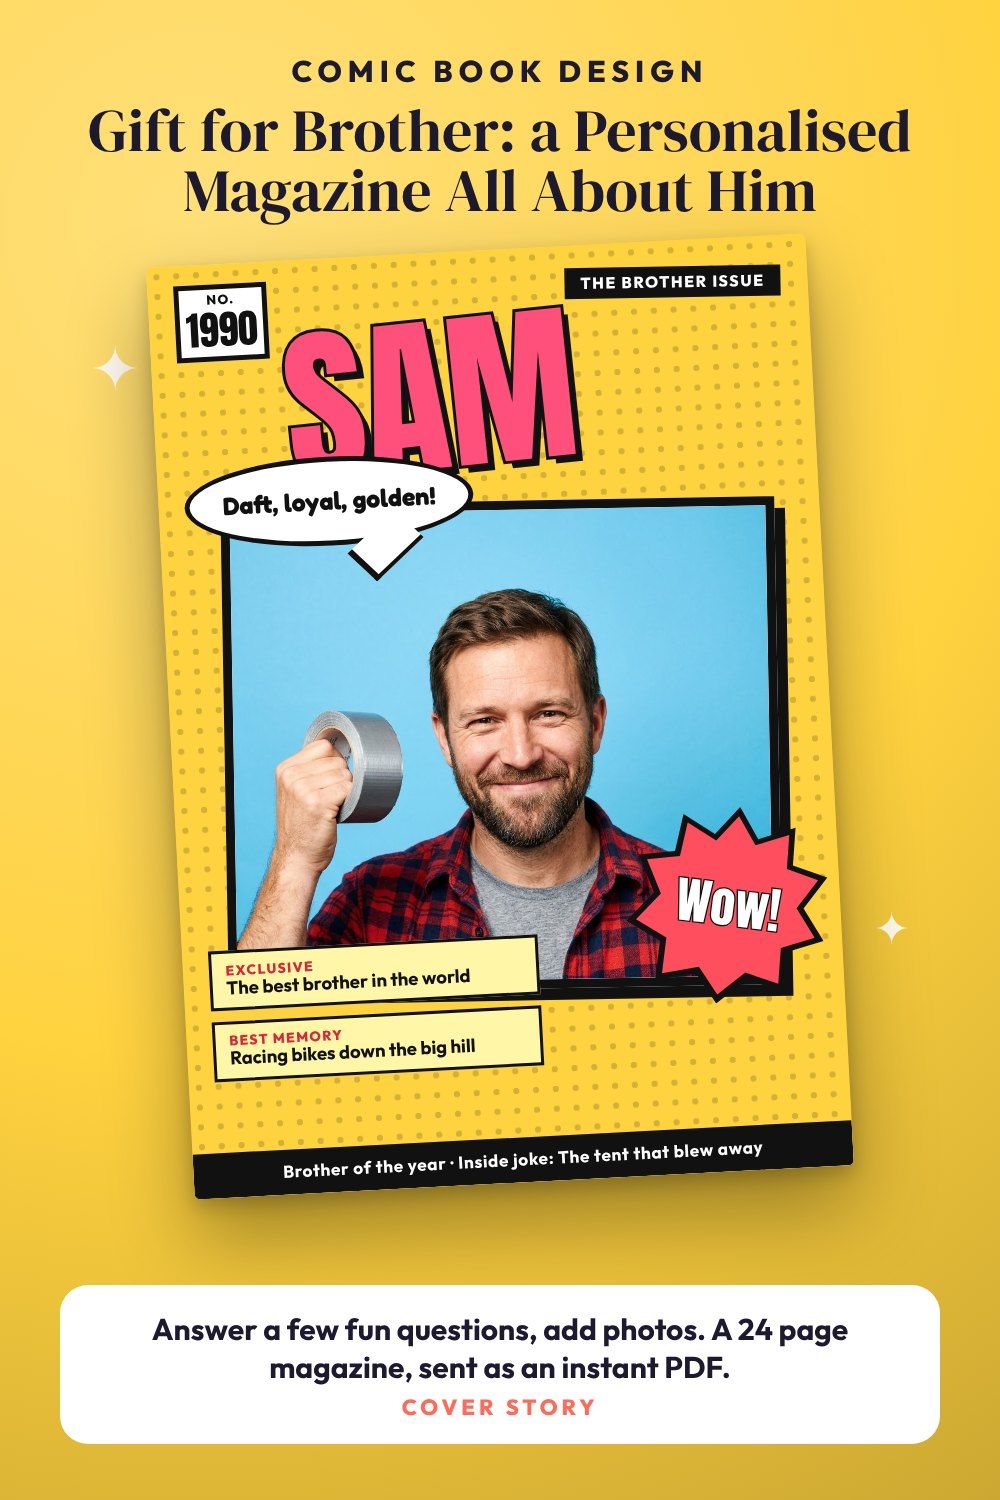 COMIC BOOK DESIGN
Gift for Brother: a Personalised
Magazine All About Him
NO.
1990
THE BROTHER ISSUE
SAM
Daft, loyal, golden!
Wow!
EXCLUSIVE
The best brother in the world
BEST MEMORY
Racing bikes down the big hill
Brother of the year · Inside joke: The tent that blew away
Answer a few fun questions, add photos. A 24 page
magazine, sent as an instant PDF.
COVER STORY